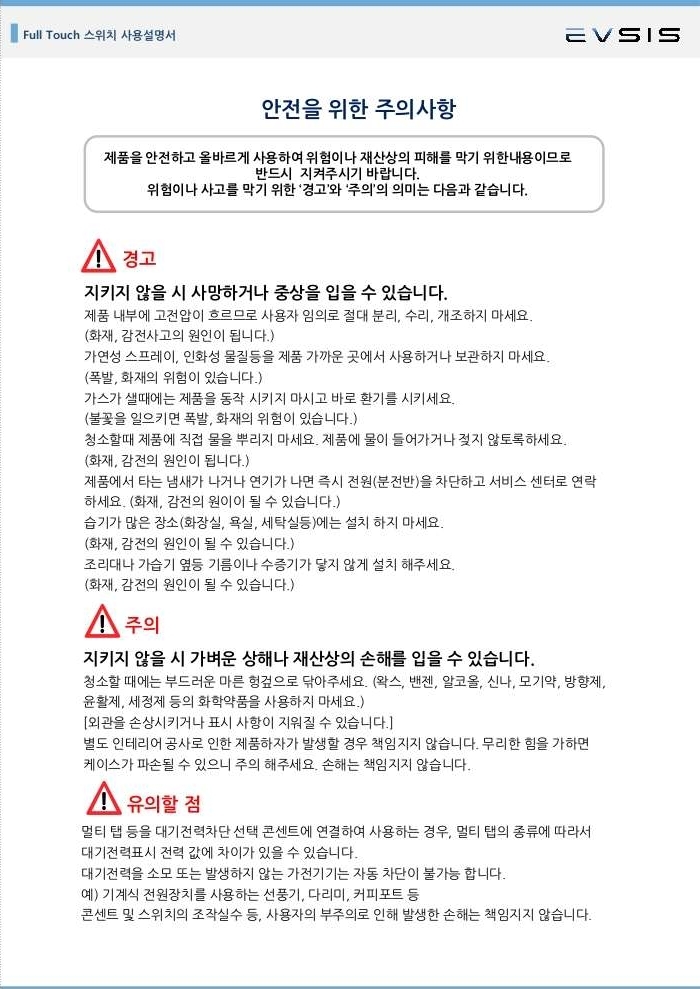 Full Touch 스위치 사용설명서
EVSIS
안전을 위한 주의사항
제품을 안전하고 올바르게 사용하여 위험이나 재산상의 피해를 막기 위한내용이므로
반드시 지켜주시기 바랍니다.
위험이나 사고를 막기 위한 '경고'와 '주의'의 의미는 다음과 같습니다.
경고
지키지 않을 시 사망하거나 중상을 입을 수 있습니다.
제품 내부에 고전압이 흐르므로 사용자 임의로 절대 분리, 수리, 개조하지 마세요.
(화재, 감전사고의 원인이 됩니다.)
가연성 스프레이, 인화성 물질등을 제품 가까운 곳에서 사용하거나 보관하지 마세요.
(폭발, 화재의 위험이 있습니다.)
가스가 샐때에는 제품을 동작 시키지 마시고 바로 환기를 시키세요.
(불꽃을 일으키면 폭발, 화재의 위험이 있습니다.)
청소할때 제품에 직접 물을 뿌리지 마세요. 제품에 물이 들어가거나 젖지 않토록하세요.
(화재, 감전의 원인이 됩니다.)
제품에서 타는 냄새가 나거나 연기가 나면 즉시 전원(분전반)을 차단하고 서비스 센터로 연락
하세요. (화재, 감전의 원이이 될 수 있습니다.)
습기가 많은 장소(화장실, 욕실, 세탁실등)에는 설치 하지 마세요.
(화재, 감전의 원인이 될 수 있습니다.)
조리대나 가습기 옆등 기름이나 수중기가 닿지 않게 설치 해주세요.
(화재, 감전의 원인이 될 수 있습니다.)
주의
지키지 않을 시 가벼운 상해나 재산상의 손해를 입을 수 있습니다.
청소할 때에는 부드러운 마른 헝겊으로 닦아주세요. (왁스, 밴젠, 알코올, 신나, 모기약, 방향제,
윤활제, 세정제 등의 화학약품을 사용하지 마세요.)
[외관을 손상시키거나 표시 사항이 지워질 수 있습니다.]
별도 인테리어 공사로 인한 제품하자가 발생할 경우 책임지지 않습니다. 무리한 힘을 가하면
케이스가 파손될 수 있으니 주의 해주세요. 손해는 책임지지 않습니다.
유의할 점
멀티 탭 등을 대기전력차단 선택 콘센트에 연결하여 사용하는 경우, 멀티 탭의 종류에 따라서
대기전력표시 전력 값에 차이가 있을 수 있습니다.
대기전력을 소모 또는 발생하지 않는 가전기기는 자동 차단이 불가능 합니다.
예) 기계식 전원장치를 사용하는 선풍기, 다리미, 커피포트 등
콘센트 및 스위치의 조작실수 등, 사용자의 부주의로 인해 발생한 손해는 책임지지 않습니다.